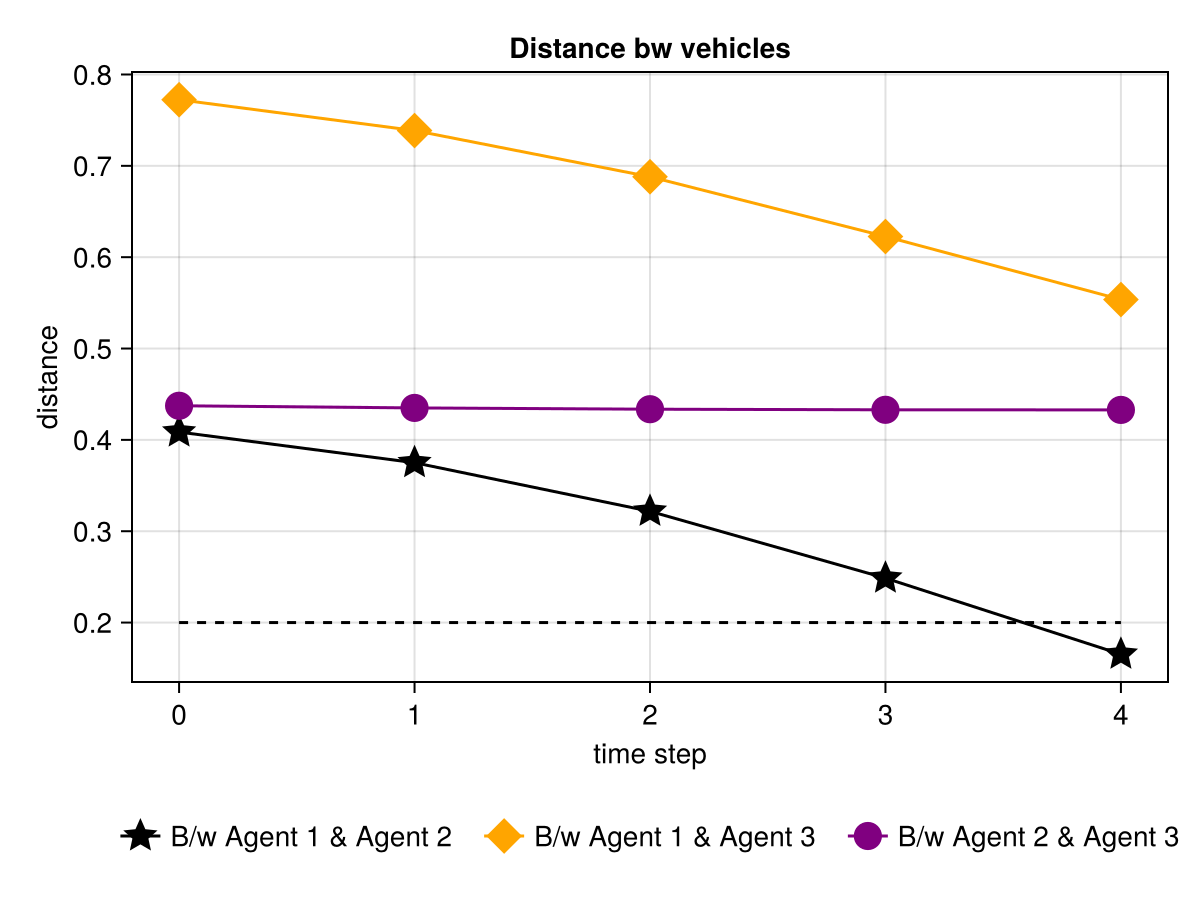 Distance bw vehicles
0.8
0.7
0.6
0.5
0.4
0.3
0.2
distance
0 1 2 3 4
time step
B/w Agent 1 & Agent 2 B/w Agent 1 & Agent 3 B/w Agent 2 & Agent 3